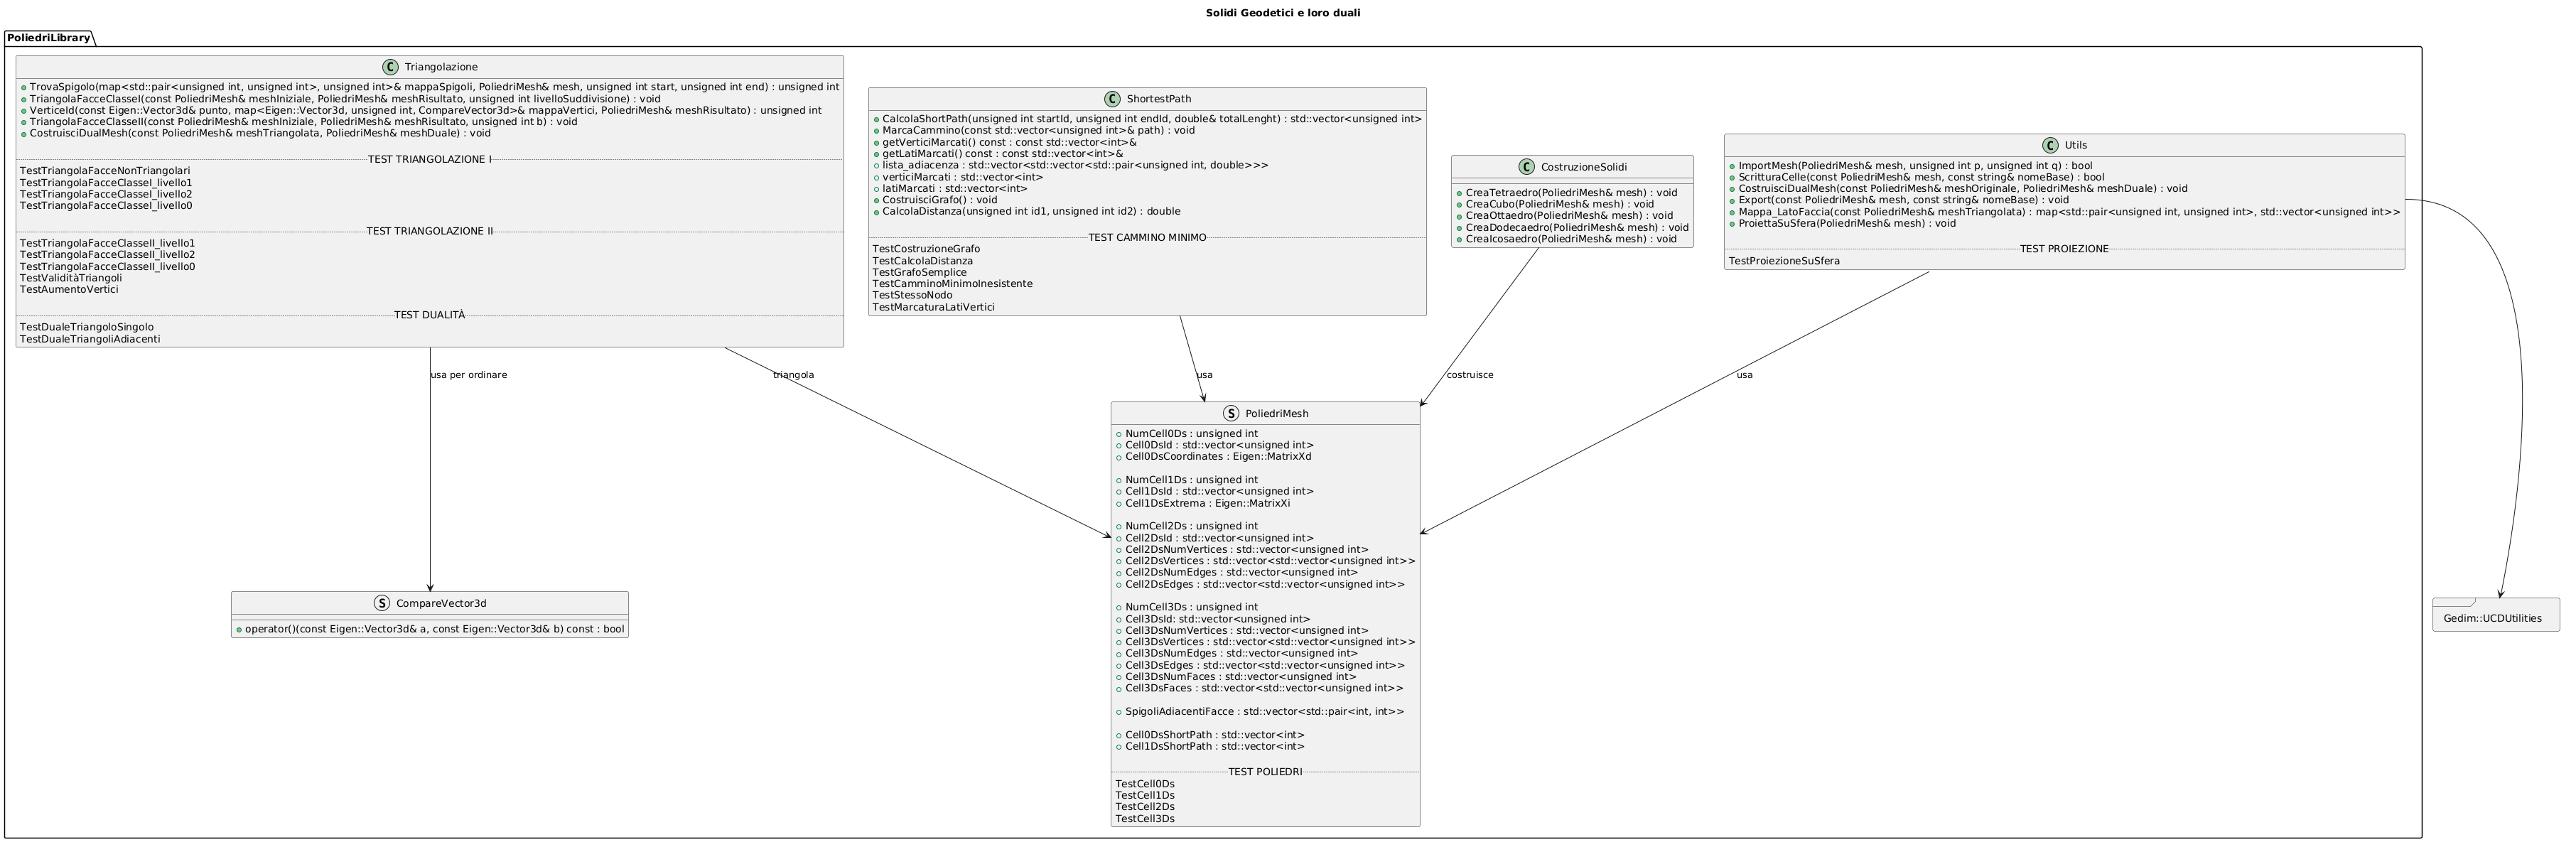 Solidi Geodetici e loro duali
PoliedriLibrary
C Triangolazione
TrovaSpigolo(map<std::pair<unsigned int, unsigned int>, unsigned int>& mappaSpigoli, PoliedriMesh& mesh, unsigned int start, unsigned int end) : unsigned int
TriangolaFacceClasseI(const PoliedriMesh& meshIniziale, PoliedriMesh& meshRisultato, unsigned int livelloSuddivisione) : void
VerticeId(const Eigen::Vector3d& punto, map<Eigen::Vector3d, unsigned int, CompareVector3d>& mappaVertici, PoliedriMesh& meshRisultato) : unsigned int
TriangolaFacceClasseII(const PoliedriMesh& meshIniziale, PoliedriMesh& meshRisultato, unsigned int b) : void
CostruisciDualMesh(const PoliedriMesh& meshTriangolata, PoliedriMesh& meshDuale) : void
TEST TRIANGOLAZIONE I
TestTriangolaFacceNonTriangolari
TestTriangolaFacceClasseI_livello1
TestTriangolaFacceClasseI_livello2
TestTriangolaFacceClasseI_livello0
TEST TRIANGOLAZIONE II
TestTriangolaFacceClasseII_livello1
TestTriangolaFacceClasseII_livello2
TestTriangolaFacceClasseII_livello0
TestValiditàTriangoli
TestAumentoVertici
TEST DUALITÀ
TestDualeTriangoloSingolo
TestDualeTriangoliAdiacenti
C ShortestPath
CalcolaShortPath(unsigned int startId, unsigned int endId, double& totalLenght) : std::vector<unsigned int>
MarcaCammino(const std::vector<unsigned int>& path) : void
getVerticiMarcati() const : const std::vector<int>&
getLatiMarcati() const : const std::vector<int>&
lista_adiacenza : std::vector<std::vector<std::pair<unsigned int, double>>>
verticiMarcati : std::vector<int>
latiMarcati : std::vector<int>
CostruisciGrafo() : void
CalcolaDistanza(unsigned int id1, unsigned int id2) : double
TEST CAMMINO MINIMO
TestCostruzioneGrafo
TestCalcolaDistanza
TestGrafoSemplice
TestCamminoMinimoInesistente
TestStessoNodo
TestMarcaturaLatiVertici
C CostruzioneSolidi
CreaTetraedro(PoliedriMesh& mesh) : void
CreaCubo(PoliedriMesh& mesh) : void
CreaOttaedro(PoliedriMesh& mesh) : void
CreaDodecaedro(PoliedriMesh& mesh) : void
CreaIcosaedro(PoliedriMesh& mesh) : void
C Utils
ImportMesh(PoliedriMesh& mesh, unsigned int p, unsigned int q) : bool
ScritturaCelle(const PoliedriMesh& mesh, const string& nomeBase) : bool
CostruisciDualMesh(const PoliedriMesh& meshOriginale, PoliedriMesh& meshDuale) : void
Export(const PoliedriMesh& mesh, const string& nomeBase) : void
Mappa_LatoFaccia(const PoliedriMesh& meshTriangolata) : map<std::pair<unsigned int, unsigned int>, std::vector<unsigned int>>
ProiettaSuSfera(PoliedriMesh& mesh) : void
TEST PROIEZIONE
TestProiezioneSuSfera
usa per ordinare
triangola
usa
costruisce
usa
S PoliedriMesh
NumCell0Ds : unsigned int
Cell0DsId : std::vector<unsigned int>
Cell0DsCoordinates : Eigen::MatrixXd
NumCell1Ds : unsigned int
Cell1DsId : std::vector<unsigned int>
Cell1DsExtrema : Eigen::MatrixXi
NumCell2Ds : unsigned int
Cell2DsId : std::vector<unsigned int>
Cell2DsNumVertices : std::vector<unsigned int>
Cell2DsVertices : std::vector<std::vector<unsigned int>>
Cell2DsNumEdges : std::vector<unsigned int>
Cell2DsEdges : std::vector<std::vector<unsigned int>>
NumCell3Ds : unsigned int
Cell3DsId: std::vector<unsigned int>
Cell3DsNumVertices : std::vector<unsigned int>
Cell3DsVertices : std::vector<std::vector<unsigned int>>
Cell3DsNumEdges : std::vector<unsigned int>
Cell3DsEdges : std::vector<std::vector<unsigned int>>
Cell3DsNumFaces : std::vector<unsigned int>
Cell3DsFaces : std::vector<std::vector<unsigned int>>
SpigoliAdiacentiFacce : std::vector<std::pair<int, int>>
Cell0DsShortPath : std::vector<int>
Cell1DsShortPath : std::vector<int>
TEST POLIEDRI
TestCell0Ds
TestCell1Ds
TestCell2Ds
TestCell3Ds
S CompareVector3d
operator()(const Eigen::Vector3d& a, const Eigen::Vector3d& b) const : bool
Gedim::UCDUtilities